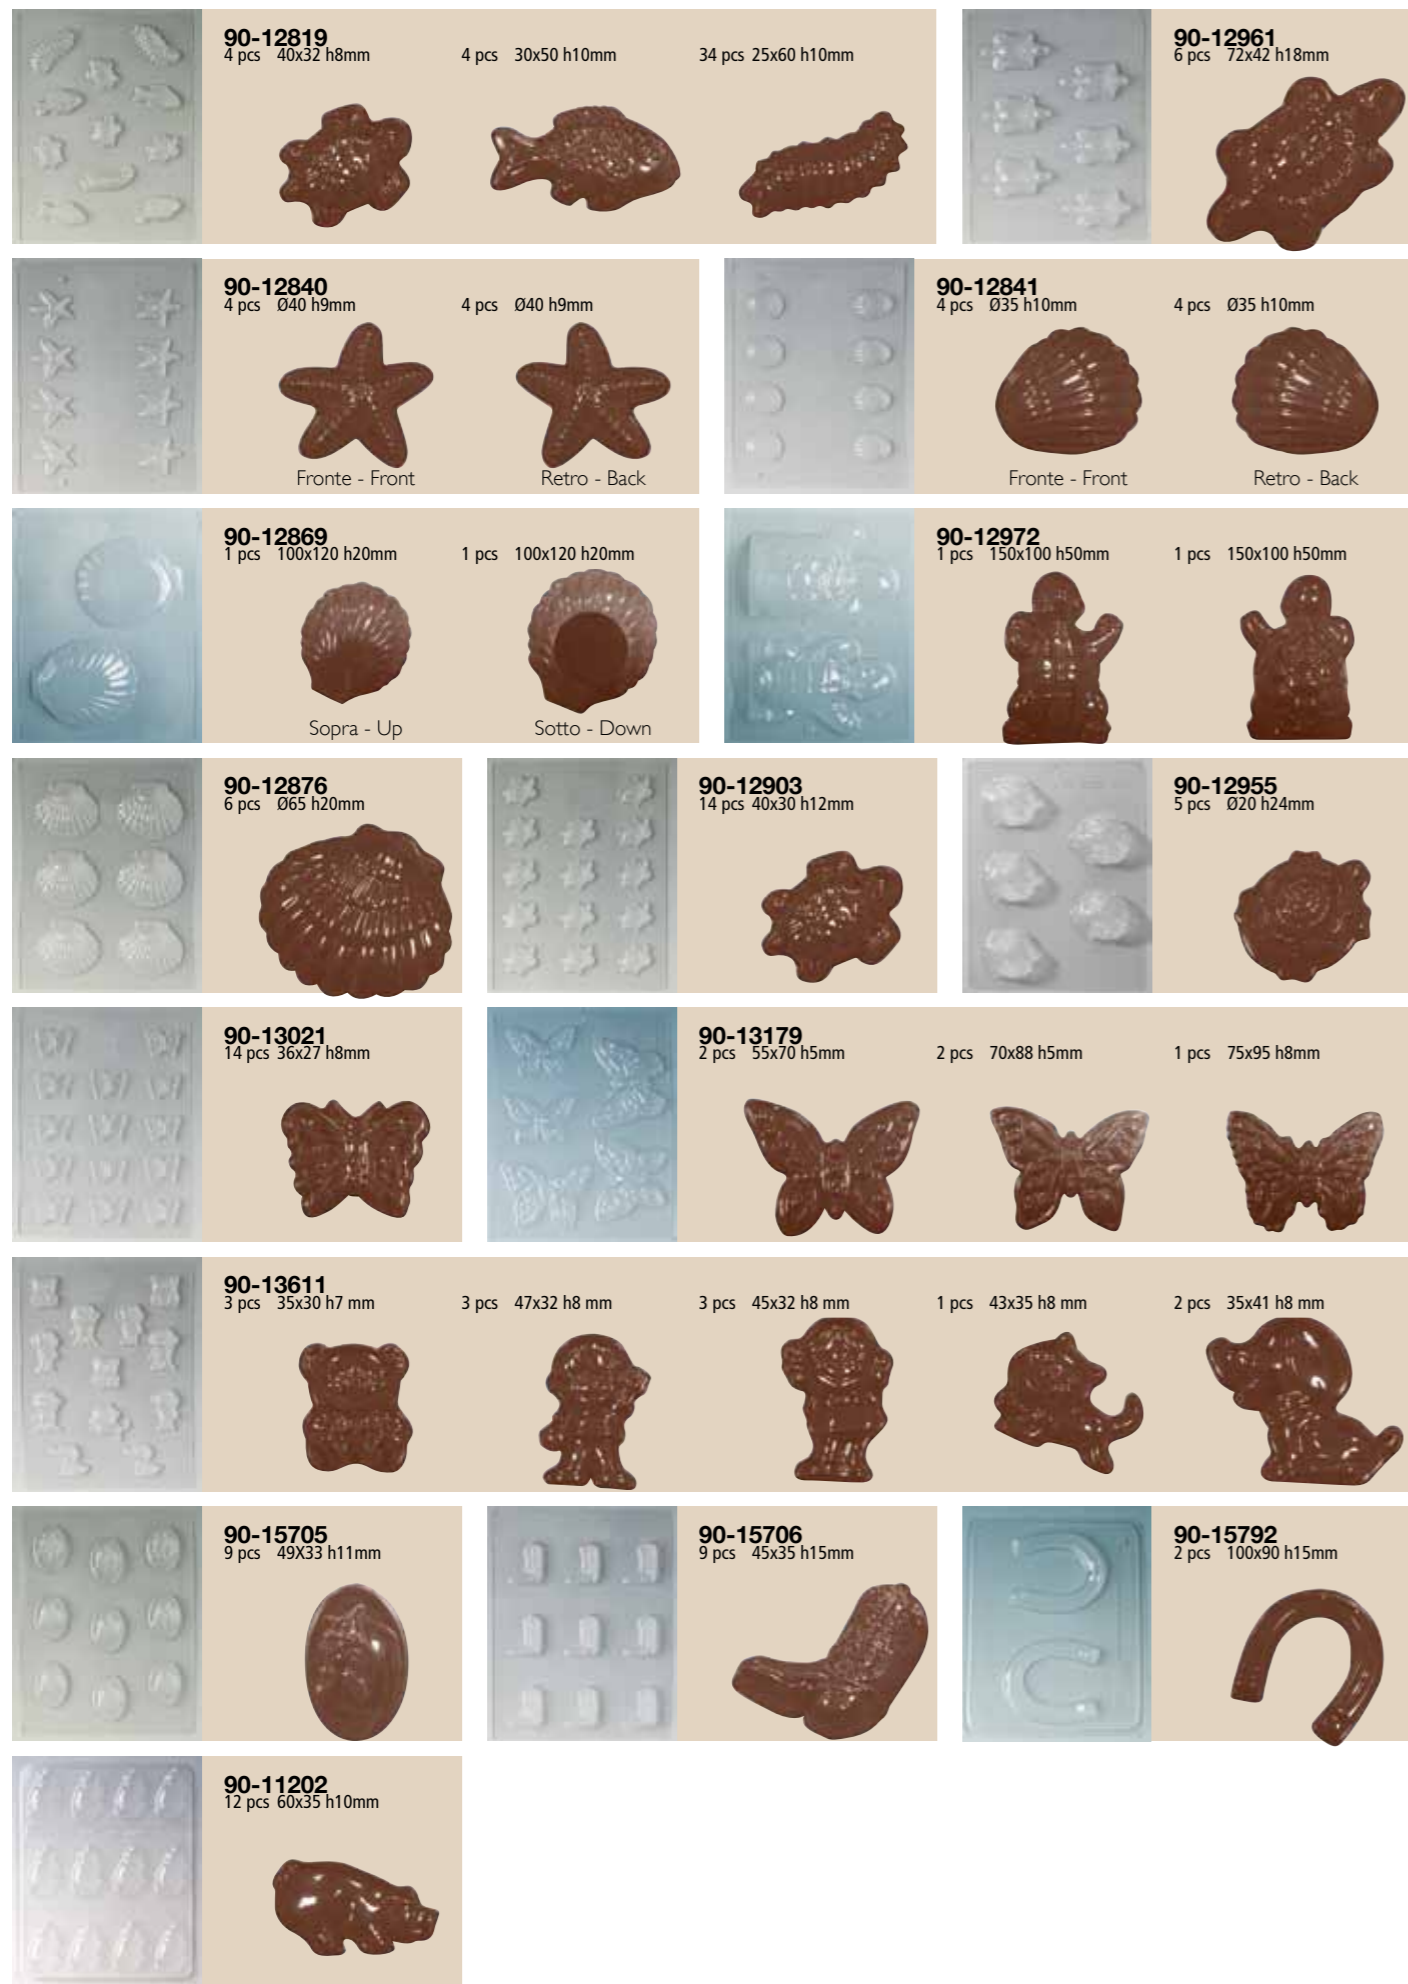 90-12819
4 pcs 40x32 h8mm 4 pcs 30x50 h10mm 34 pcs 25x60 h10mm
90-12961
6 pcs 72x42 h18mm
90-12840
4 pcs Ø40 h9mm 4 pcs Ø40 h9mm
Fronte - Front Retro - Back
90-12841
4 pcs Ø35 h10mm 4 pcs Ø35 h10mm
Fronte - Front Retro - Back
90-12869
1 pcs 100x120 h20mm 1 pcs 100x120 h20mm
Sopra - Up Sotto - Down
90-12972
1 pcs 150x100 h50mm 1 pcs 150x100 h50mm
90-12876
6 pcs Ø65 h20mm
90-12903
14 pcs 40x30 h12mm
90-12955
5 pcs Ø20 h24mm
90-13021
14 pcs 36x27 h8mm
90-13179
2 pcs 55x70 h5mm 2 pcs 70x88 h5mm 1 pcs 75x95 h8mm
90-13611
3 pcs 35x30 h7 mm 3 pcs 47x32 h8 mm 3 pcs 45x32 h8 mm 1 pcs 43x35 h8 mm 2 pcs 35x41 h8 mm
90-15705
9 pcs 49X33 h11mm
90-15706
9 pcs 45x35 h15mm
90-15792
2 pcs 100x90 h15mm
90-11202
12 pcs 60x35 h10mm